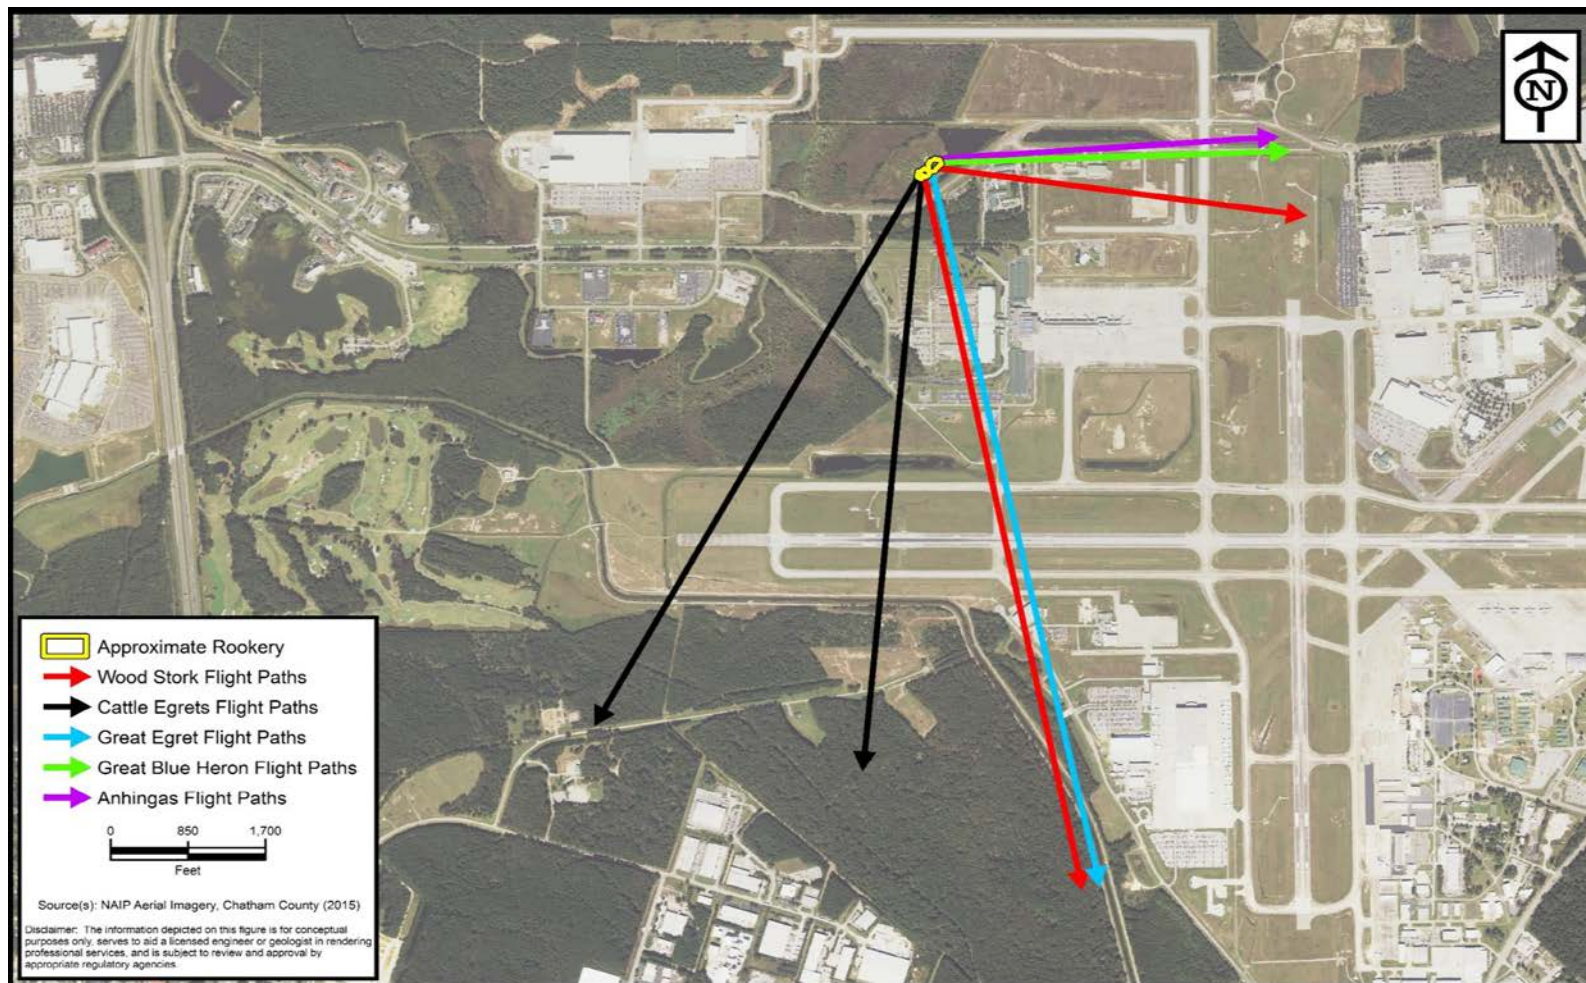 N
Approximate Rookery
Wood Stork Flight Paths
Cattle Egrets Flight Paths
Great Egret Flight Paths
Great Blue Heron Flight Paths
Anhingas Flight Paths
0 850 1,700
Feet
Source(s): NAIP Aerial Imagery, Chatham County (2015)
Disclaimer: The information depicted on this figure is for conceptual
purposes only, serves to aid a licensed engineer or geologist in rendering
professional services, and is subject to review and approval by
appropriate regulatory agencies.